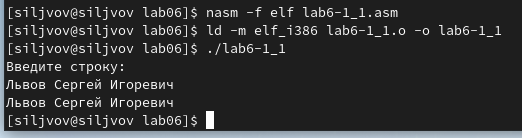 [siljvov@siljvov lab06]$ nasm -f elf lab6-1_1.asm
[siljvov@siljvov lab06]$ ld -m elf_i386 lab6-1_1.o -o lab6-1_1
[siljvov@siljvov lab06]$ ./lab6-1_1
Введите строку:
Львов Сергей Игоревич
Львов Сергей Игоревич
[siljvov@siljvov lab06]$